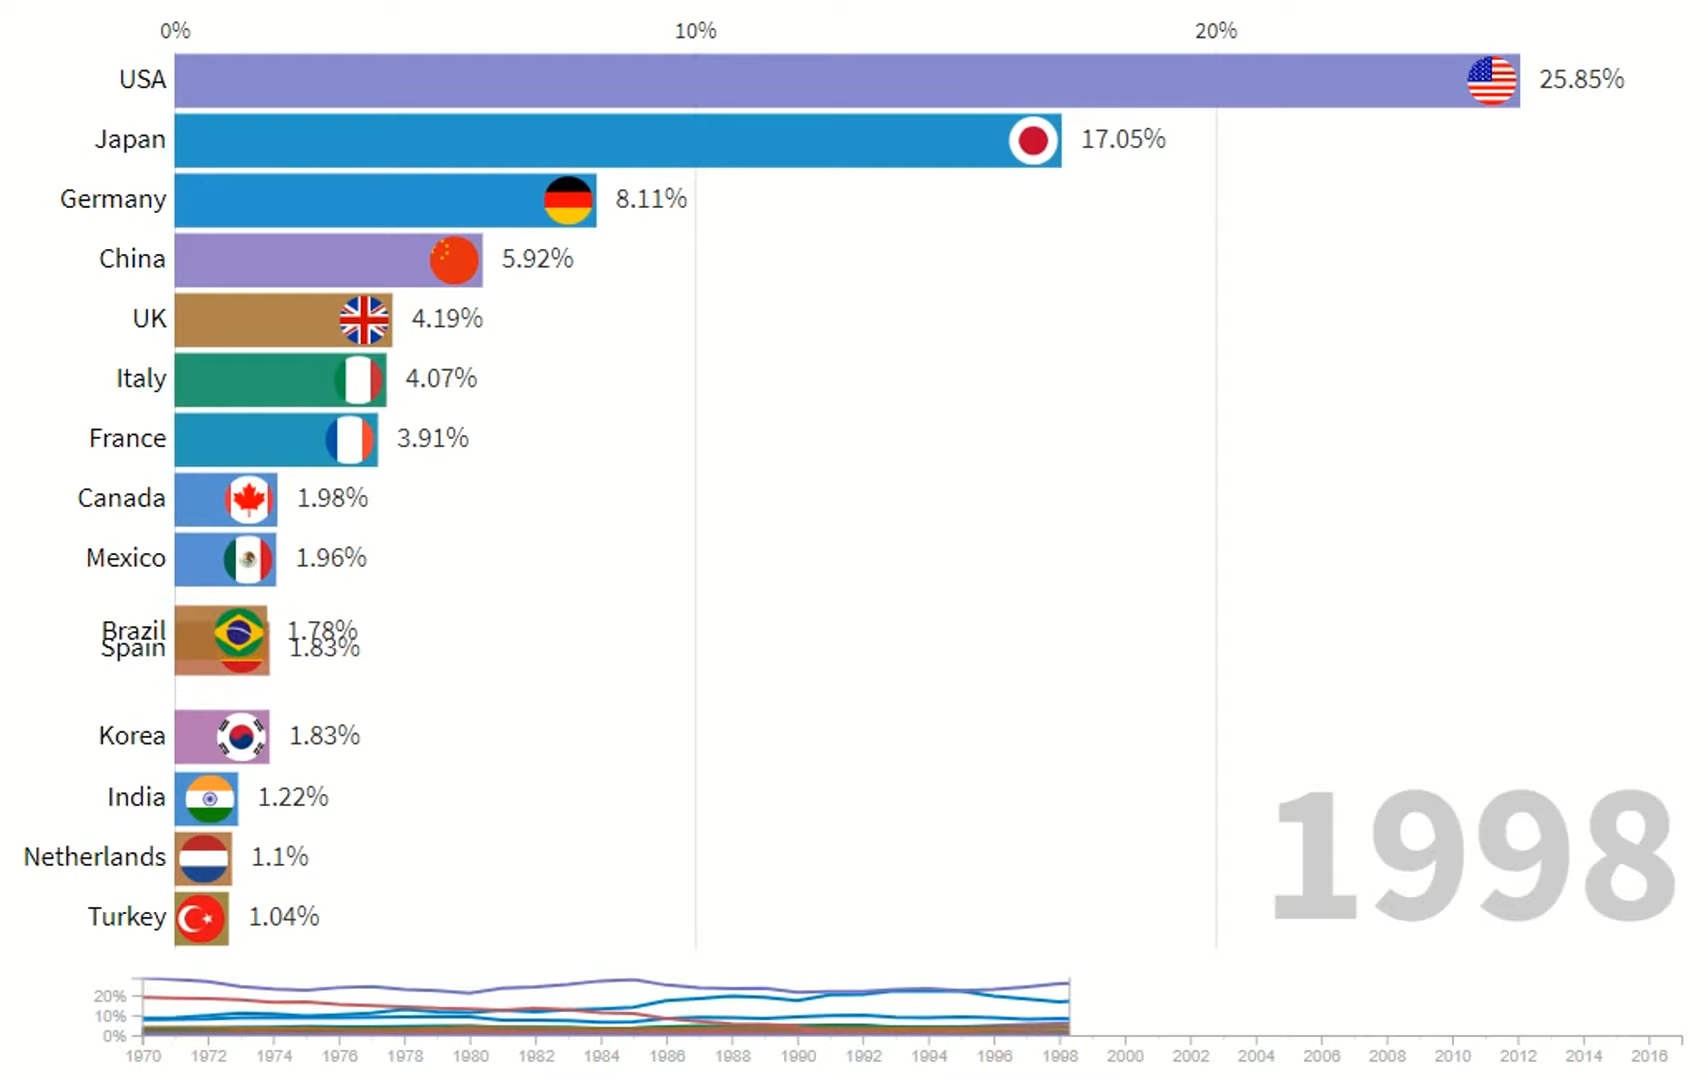 0% 10% 20%
USA 25.85%
Japan 17.05%
Germany 8.11%
China 5.92%
UK 4.19%
Italy 4.07%
France 3.91%
Canada 1.98%
Mexico 1.96%
Brazil 1.78%
Spain 1.83%
Korea 1.83%
India 1.22%
Netherlands 1.1%
Turkey 1.04%
1998
20%
10%
0%
1970 1972 1974 1976 1978 1980 1982 1984 1986 1988 1990 1992 1994 1996 1998 2000 2002 2004 2006 2008 2010 2012 2014 2016